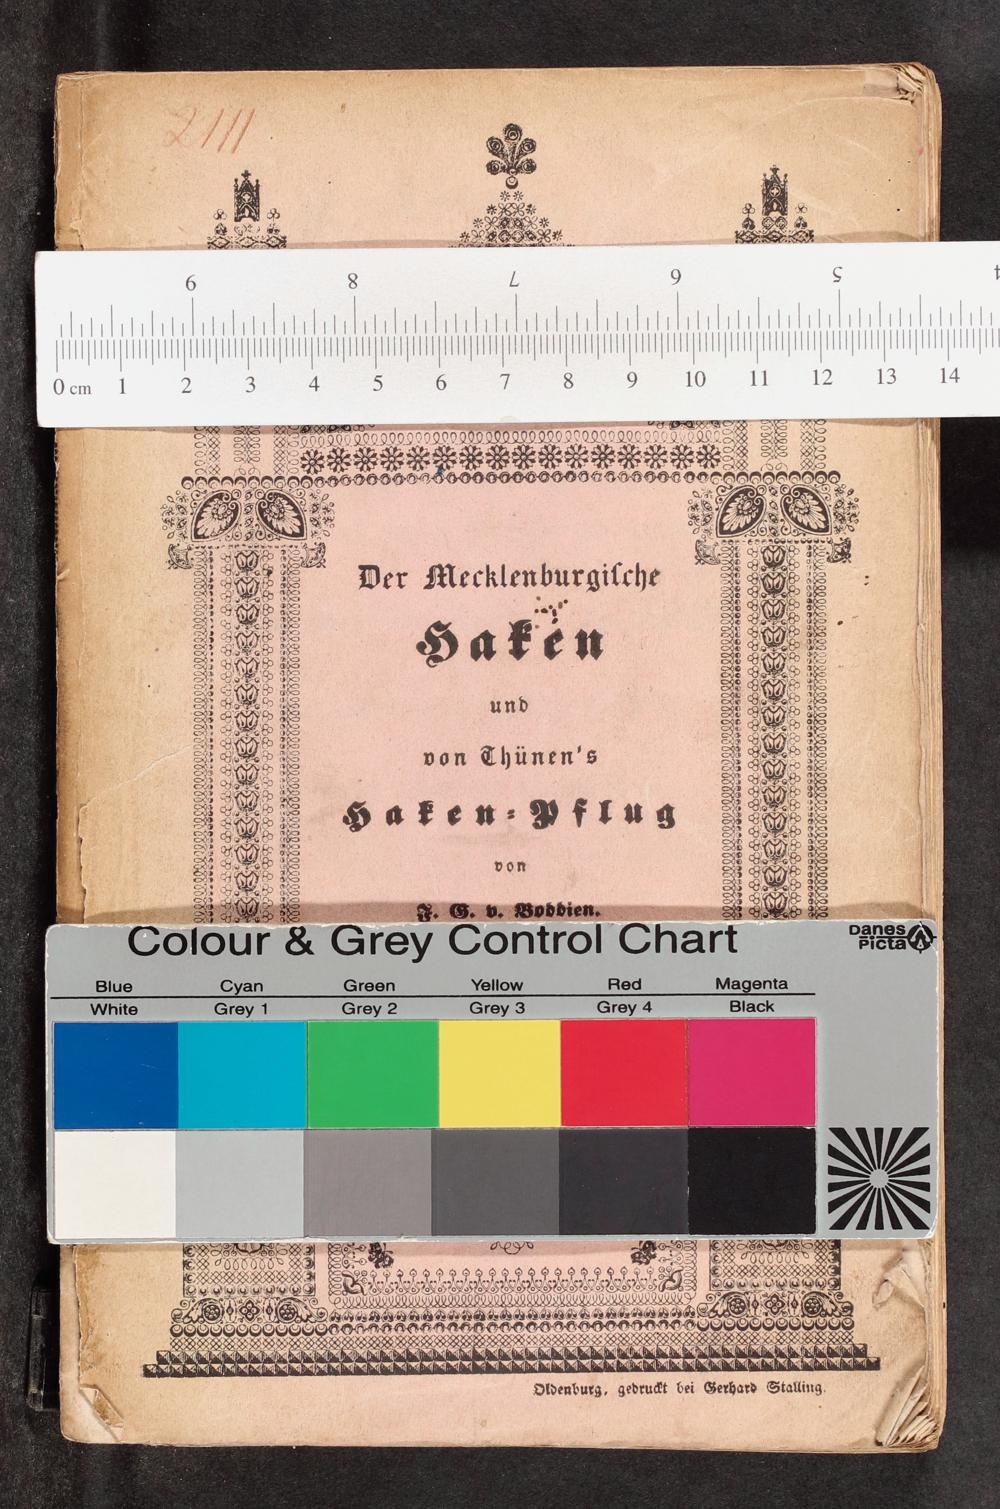 2111
9 8 7 6 5 4
0 cm 1 2 3 4 5 6 7 8 9 10 11 12 13 14
Der Mecklenburgiſche
Haken
und
von Thünen's
Haken-Pflug
von
F. G. v. Bobbien.
Colour & Grey Control Chart
Danes
Picta
Blue Cyan Green Yellow Red Magenta
White Grey 1 Grey 2 Grey 3 Grey 4 Black
Oldenburg, gedruckt bei Gerhard Stalling.